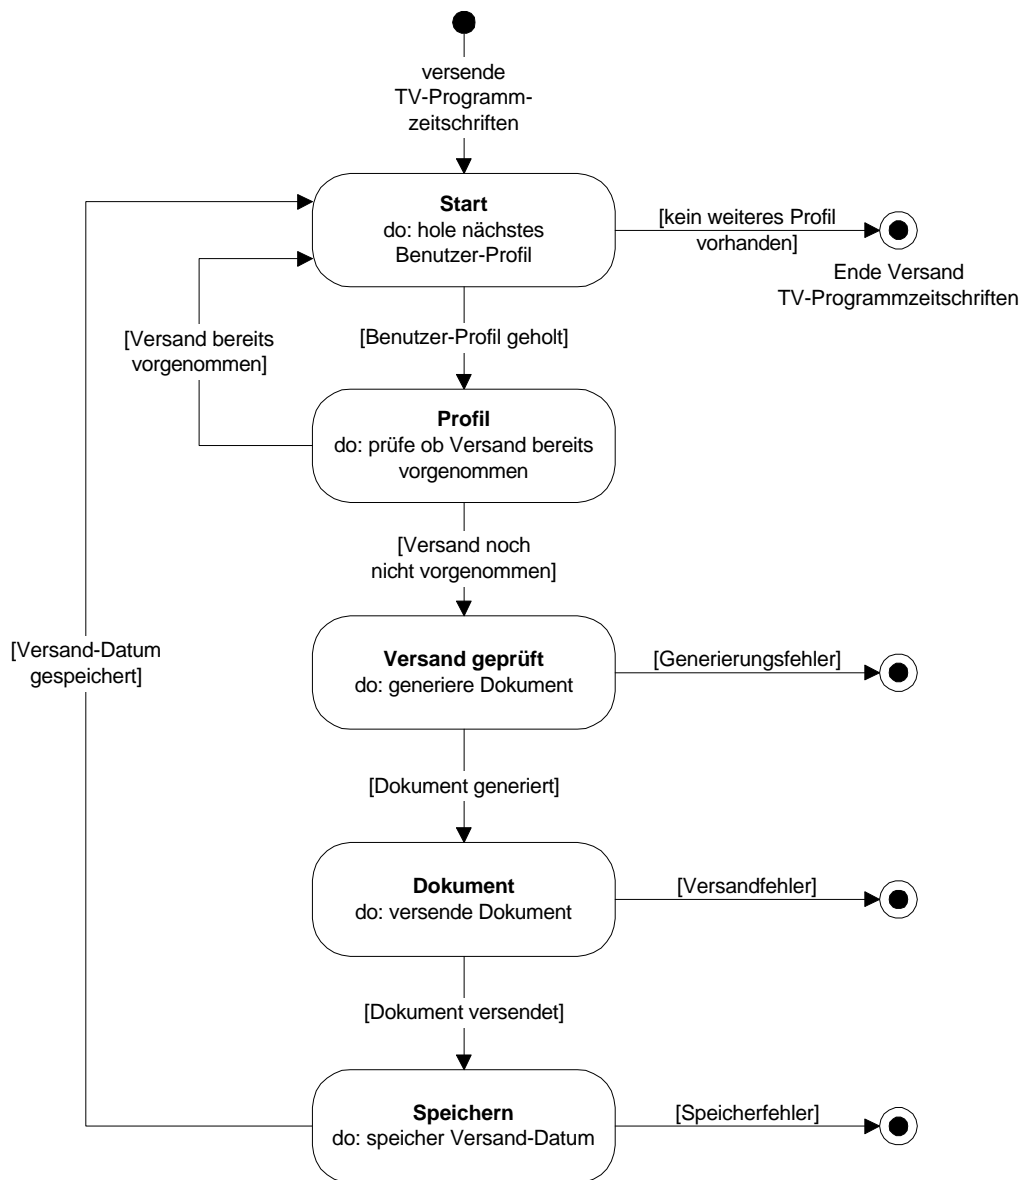 versende
TV-Programm-
zeitschriften
Start
do: hole nächstes
Benutzer-Profil
[kein weiteres Profil
vorhanden]
Ende Versand
TV-Programmzeitschriften
[Versand bereits
vorgenommen]
[Benutzer-Profil geholt]
Profil
do: prüfe ob Versand bereits
vorgenommen
[Versand noch
nicht vorgenommen]
[Versand-Datum
gespeichert]
Versand geprüft
do: generiere Dokument
[Generierungsfehler]
[Dokument generiert]
Dokument
do: versende Dokument
[Versandfehler]
[Dokument versendet]
Speichern
do: speicher Versand-Datum
[Speicherfehler]